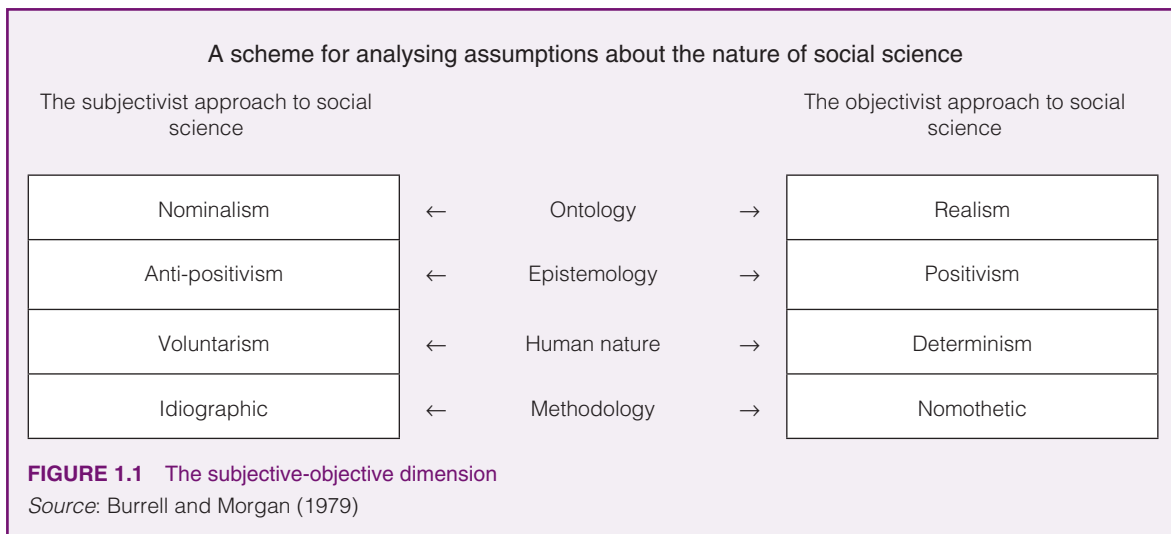 A scheme for analysing assumptions about the nature of social science
The subjectivist approach to social
science
The objectivist approach to social
science
Nominalism ← Ontology → Realism
Anti-positivism ← Epistemology → Positivism
Voluntarism ← Human nature → Determinism
Idiographic ← Methodology → Nomothetic
FIGURE 1.1 The subjective-objective dimension
Source: Burrell and Morgan (1979)